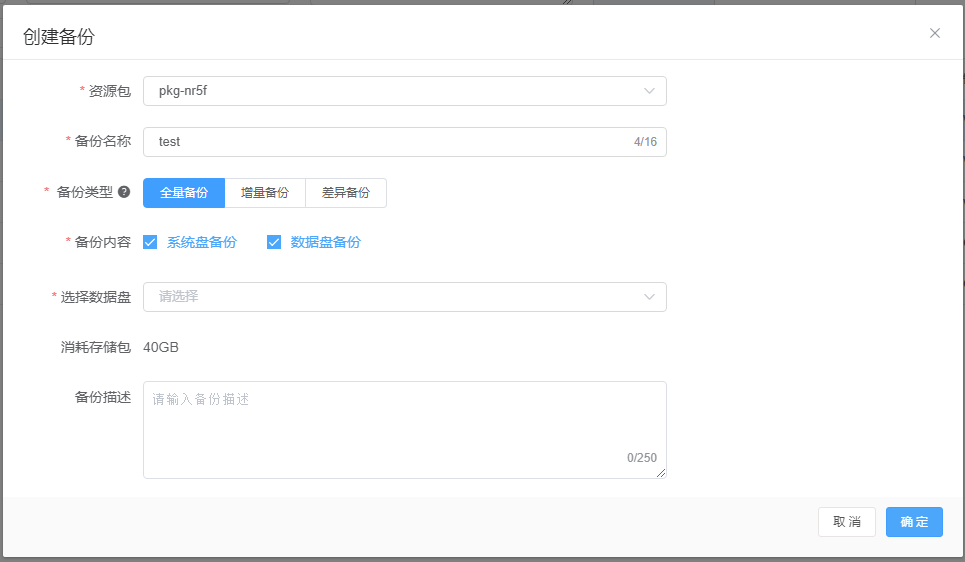 创建备份
* 资源包 pkg-nr5f
* 备份名称 test 4/16
* 备份类型 ? 全量备份 增量备份 差异备份
* 备份内容 系统盘备份 数据盘备份
* 选择数据盘 请选择
消耗存储包 40GB
备份描述 请输入备份描述
0/250
取消 确定